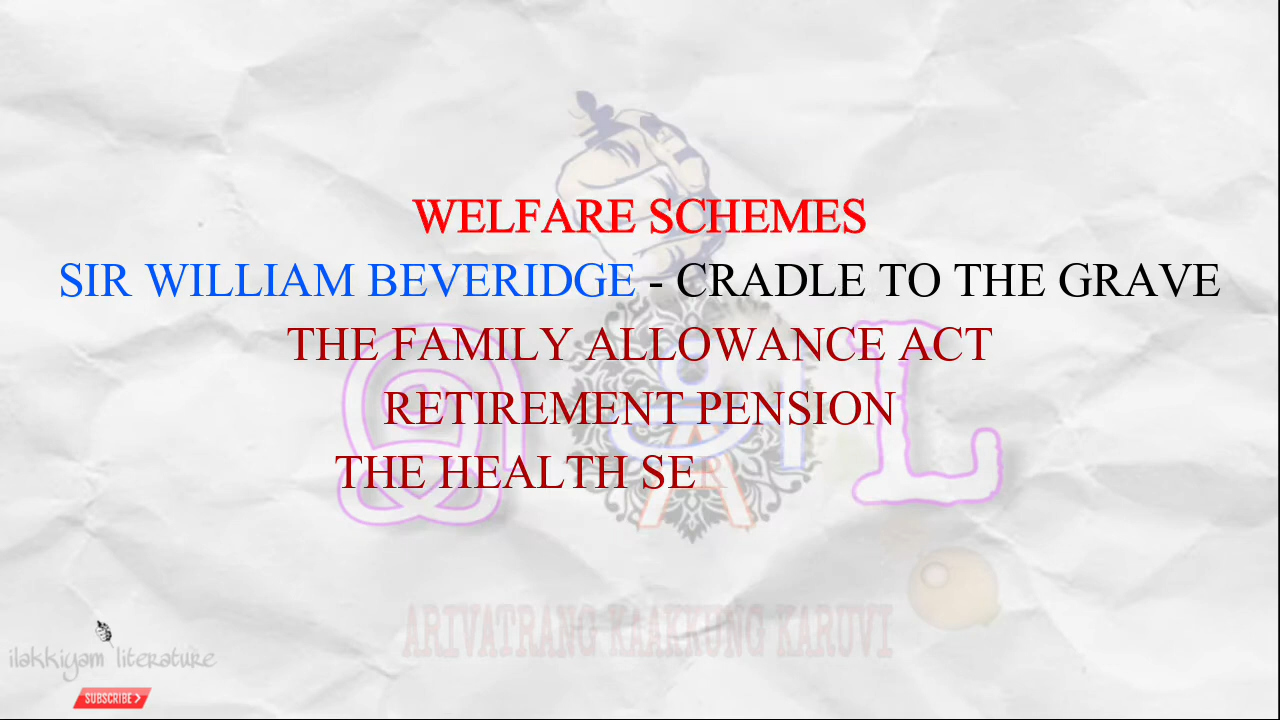 WELFARE SCHEMES
SIR WILLIAM BEVERIDGE - CRADLE TO THE GRAVE
THE FAMILY ALLOWANCE ACT
RETIREMENT PENSION
THE HEALTH SER
இ அ L
A
ARIVATRANG KAAKKUNG KARUVI
ilakkiyam literature
SUBSCRIBE >